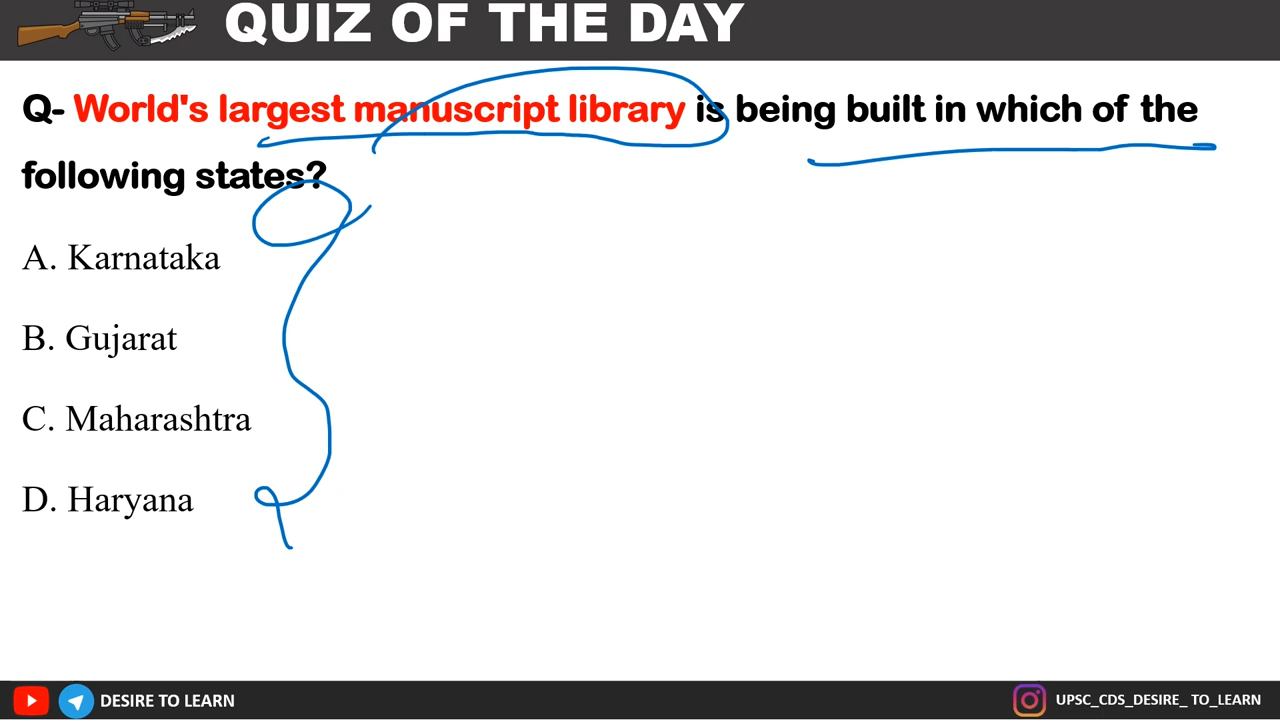 QUIZ OF THE DAY
Q- World's largest manuscript library is being built in which of the
following states?
A. Karnataka
B. Gujarat
C. Maharashtra
D. Haryana
DESIRE TO LEARN
UPSC_CDS_DESIRE_ TO_LEARN